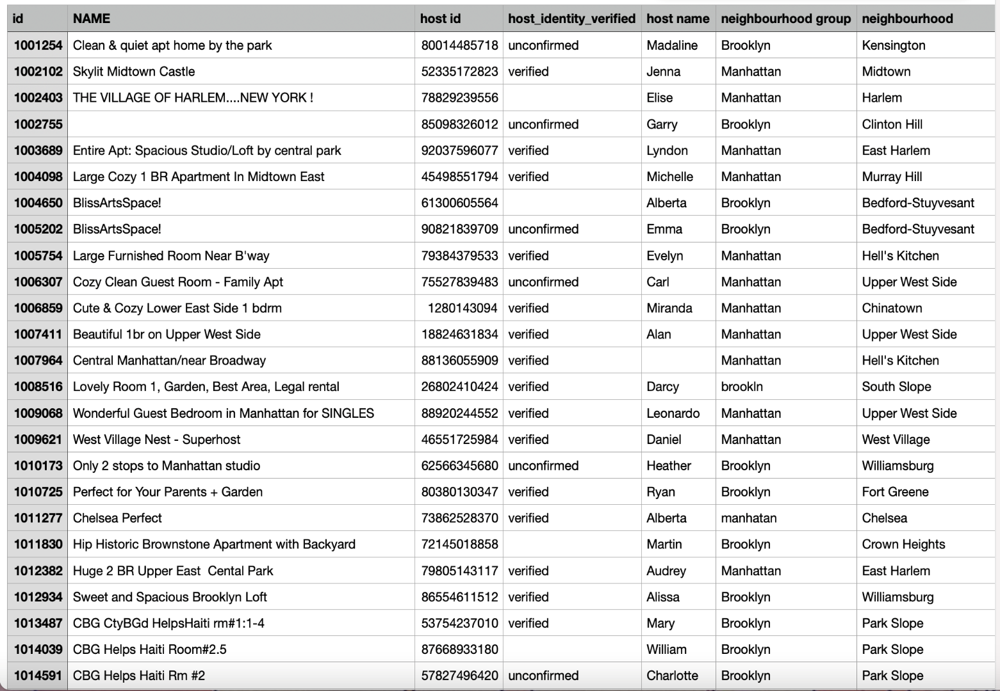 id NAME host id host_identity_verified host name neighbourhood group neighbourhood
1001254 Clean & quiet apt home by the park 80014485718 unconfirmed Madaline Brooklyn Kensington
1002102 Skylit Midtown Castle 52335172823 verified Jenna Manhattan Midtown
1002403 THE VILLAGE OF HARLEM....NEW YORK ! 78829239556 Elise Manhattan Harlem
1002755 85098326012 unconfirmed Garry Brooklyn Clinton Hill
1003689 Entire Apt: Spacious Studio/Loft by central park 92037596077 verified Lyndon Manhattan East Harlem
1004098 Large Cozy 1 BR Apartment In Midtown East 45498551794 verified Michelle Manhattan Murray Hill
1004650 BlissArtsSpace! 61300605564 Alberta Brooklyn Bedford-Stuyvesant
1005202 BlissArtsSpace! 90821839709 unconfirmed Emma Brooklyn Bedford-Stuyvesant
1005754 Large Furnished Room Near B'way 79384379533 verified Evelyn Manhattan Hell's Kitchen
1006307 Cozy Clean Guest Room - Family Apt 75527839483 unconfirmed Carl Manhattan Upper West Side
1006859 Cute & Cozy Lower East Side 1 bdrm 1280143094 verified Miranda Manhattan Chinatown
1007411 Beautiful 1br on Upper West Side 18824631834 verified Alan Manhattan Upper West Side
1007964 Central Manhattan/near Broadway 88136055909 verified Manhattan Hell's Kitchen
1008516 Lovely Room 1, Garden, Best Area, Legal rental 26802410424 verified Darcy brookln South Slope
1009068 Wonderful Guest Bedroom in Manhattan for SINGLES 88920244552 verified Leonardo Manhattan Upper West Side
1009621 West Village Nest - Superhost 46551725984 verified Daniel Manhattan West Village
1010173 Only 2 stops to Manhattan studio 62566345680 unconfirmed Heather Brooklyn Williamsburg
1010725 Perfect for Your Parents + Garden 80380130347 verified Ryan Brooklyn Fort Greene
1011277 Chelsea Perfect 73862528370 verified Alberta manhatan Chelsea
1011830 Hip Historic Brownstone Apartment with Backyard 72145018858 Martin Brooklyn Crown Heights
1012382 Huge 2 BR Upper East  Cental Park 79805143117 verified Audrey Manhattan East Harlem
1012934 Sweet and Spacious Brooklyn Loft 86554611512 verified Alissa Brooklyn Williamsburg
1013487 CBG CtyBGd HelpsHaiti rm#1:1-4 53754237010 verified Mary Brooklyn Park Slope
1014039 CBG Helps Haiti Room#2.5 87668933180 William Brooklyn Park Slope
1014591 CBG Helps Haiti Rm #2 57827496420 unconfirmed Charlotte Brooklyn Park Slope